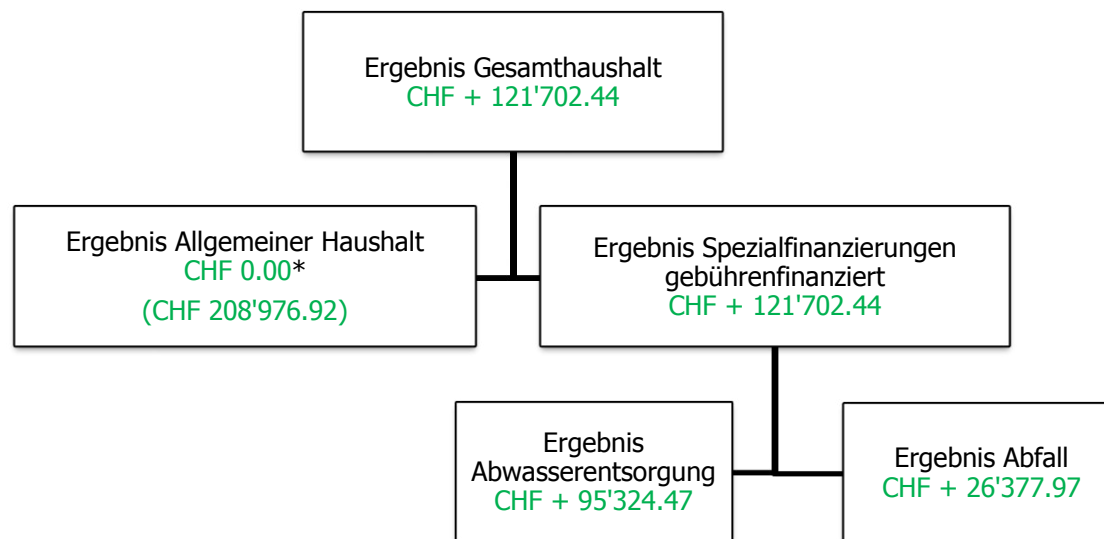 Ergebnis Gesamthaushalt
CHF + 121'702.44
Ergebnis Allgemeiner Haushalt
CHF 0.00*
(CHF 208'976.92)
Ergebnis Spezialfinanzierungen
gebührenfinanziert
CHF + 121'702.44
Ergebnis
Abwasserentsorgung
CHF + 95'324.47
Ergebnis Abfall
CHF + 26'377.97